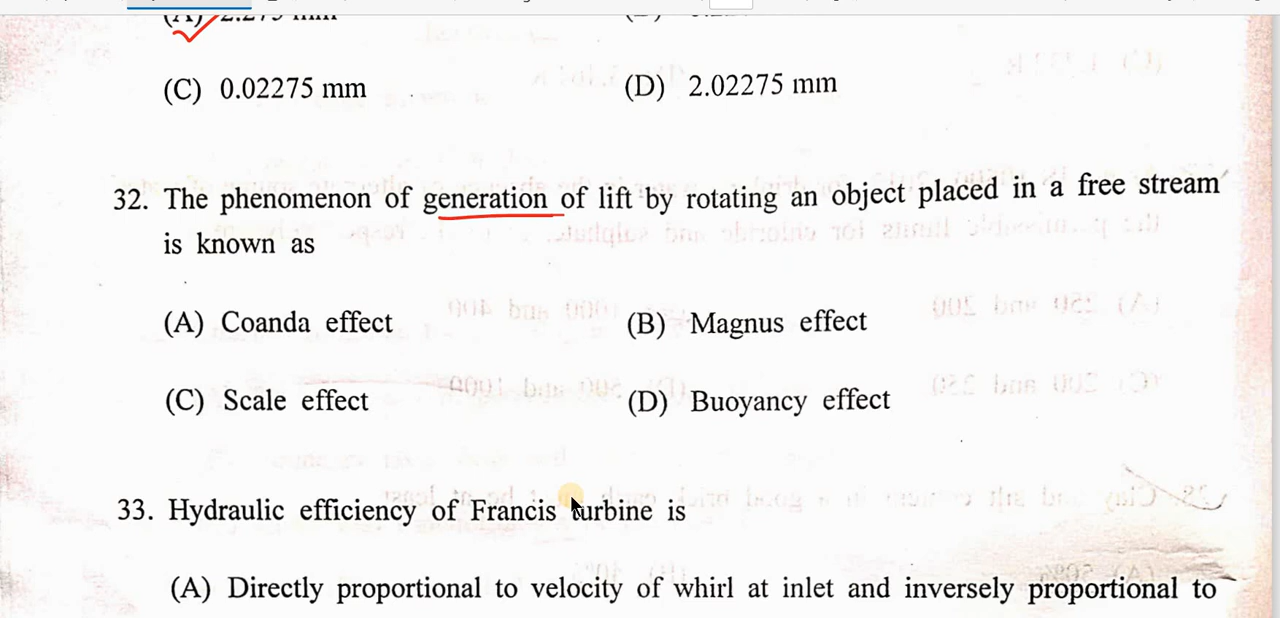 (C) 0.02275 mm (D) 2.02275 mm
32. The phenomenon of generation of lift by rotating an object placed in a free stream
is known as
(A) Coanda effect (B) Magnus effect
(C) Scale effect (D) Buoyancy effect
33. Hydraulic efficiency of Francis turbine is
(A) Directly proportional to velocity of whirl at inlet and inversely proportional to